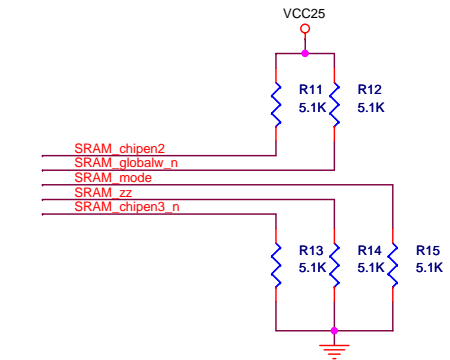 VCC25
R11 R12
5.1K 5.1K
SRAM_chipen2
SRAM_globalw_n
SRAM_mode
SRAM_zz
SRAM_chipen3_n
R13 R14 R15
5.1K 5.1K 5.1K